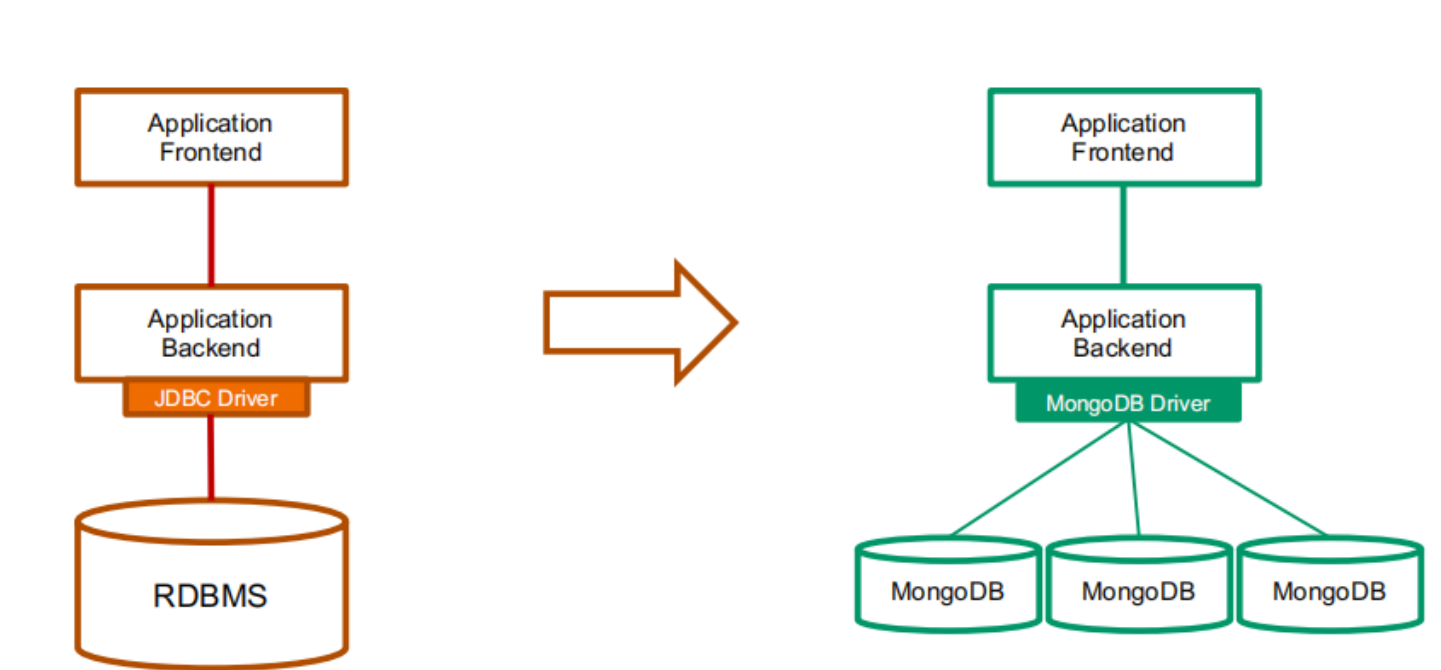 Application
Frontend
Application
Backend
JDBC Driver
RDBMS
Application
Frontend
Application
Backend
MongoDB Driver
MongoDB
MongoDB
MongoDB